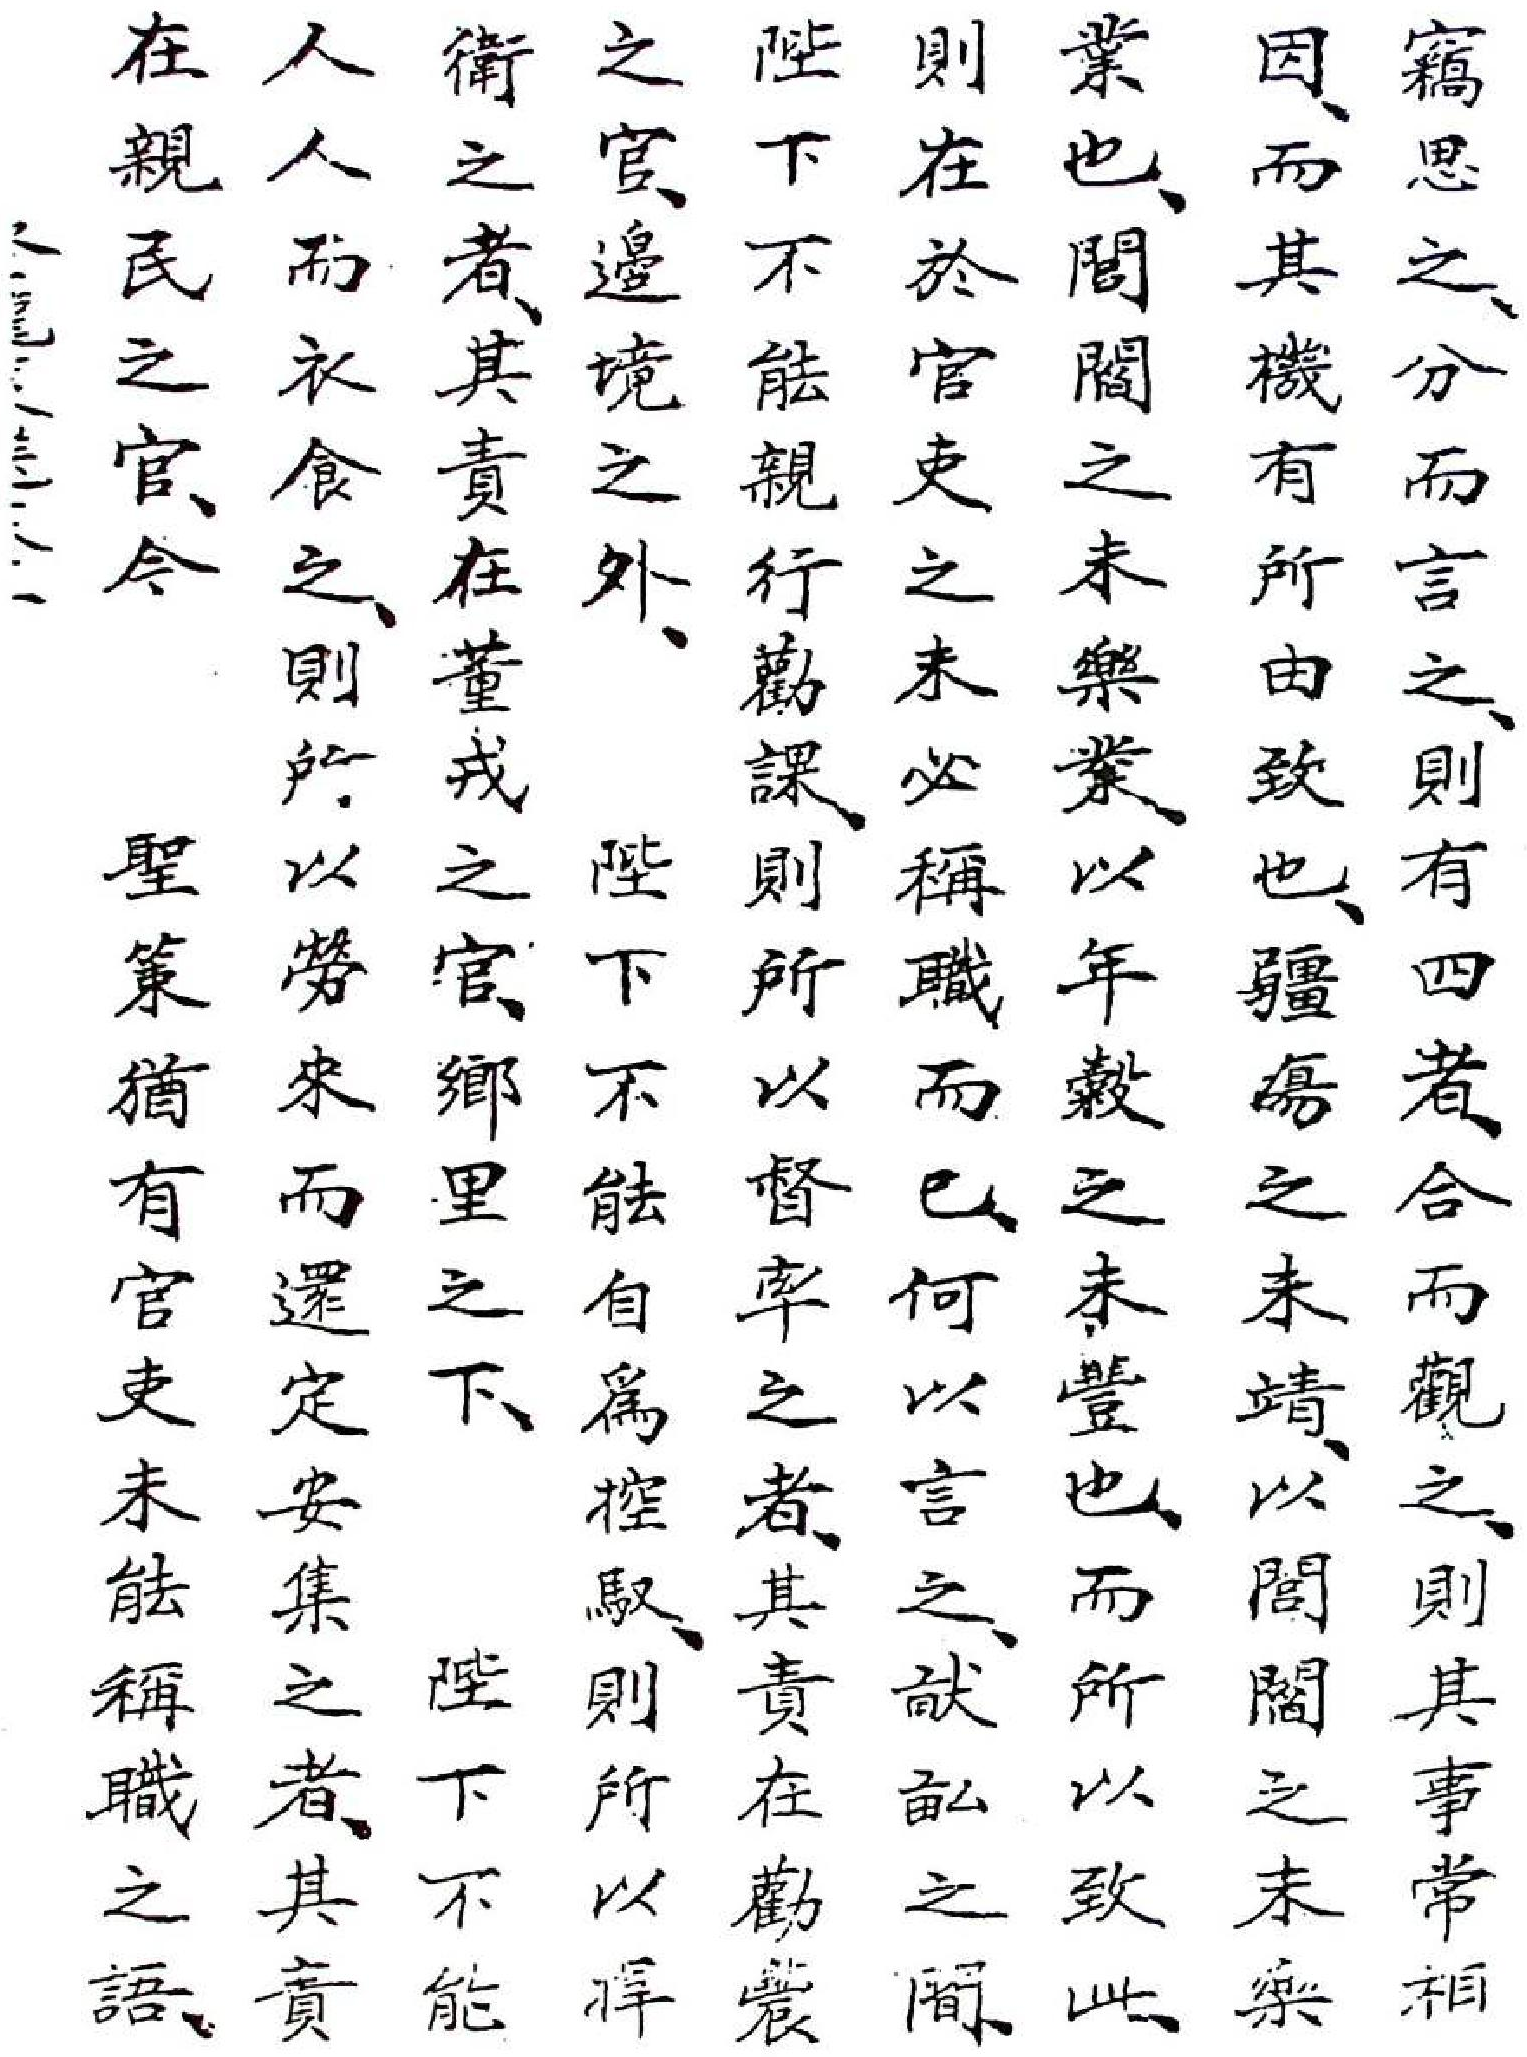 竊思之、分而言之、則有四者、合而觀之、則其事常相
因、而其機有所由致也、疆場之未靖、以閭閻之未樂
業也、閭閻之未樂業、以年穀之未豐也、而所以致此、
則在於官吏之未必稱職而已、何以言之、畎畝之間、
陛下不能親行勸課、則所以督率之者、其責在勸農
之官、邊境之外、陛下不能自爲控馭、則所以捍
衛之者、其責在董戎之官、鄉里之下、陛下不能
人人而衣食之、則所以勞來而還定安集之者、其責
在親民之官、今聖策猶有官吏未能稱職之語、